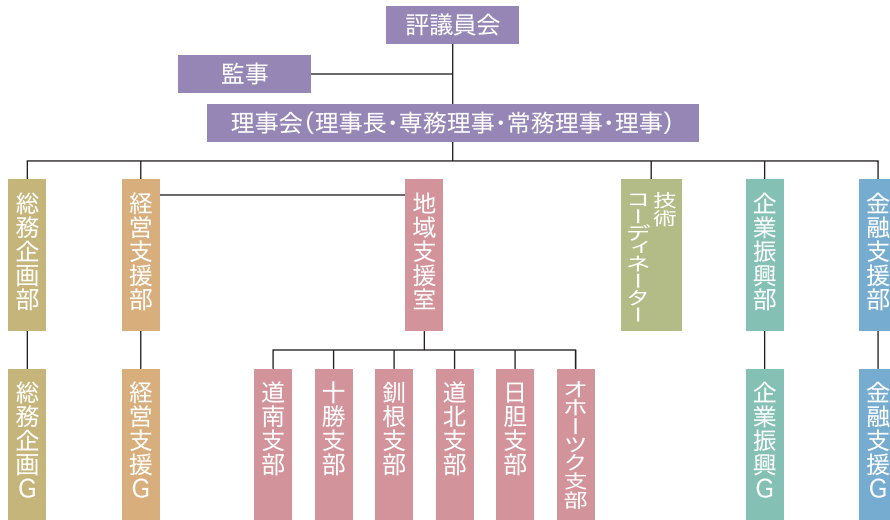 評議員会
監事
理事会（理事長・専務理事・常務理事・理事）
総務企画部
経営支援部
地域支援室
技術
コーディネーター
企業振興部
金融支援部
総務企画G
経営支援G
道南支部
十勝支部
釧根支部
道北支部
日胆支部
オホーツク支部
企業振興G
金融支援G